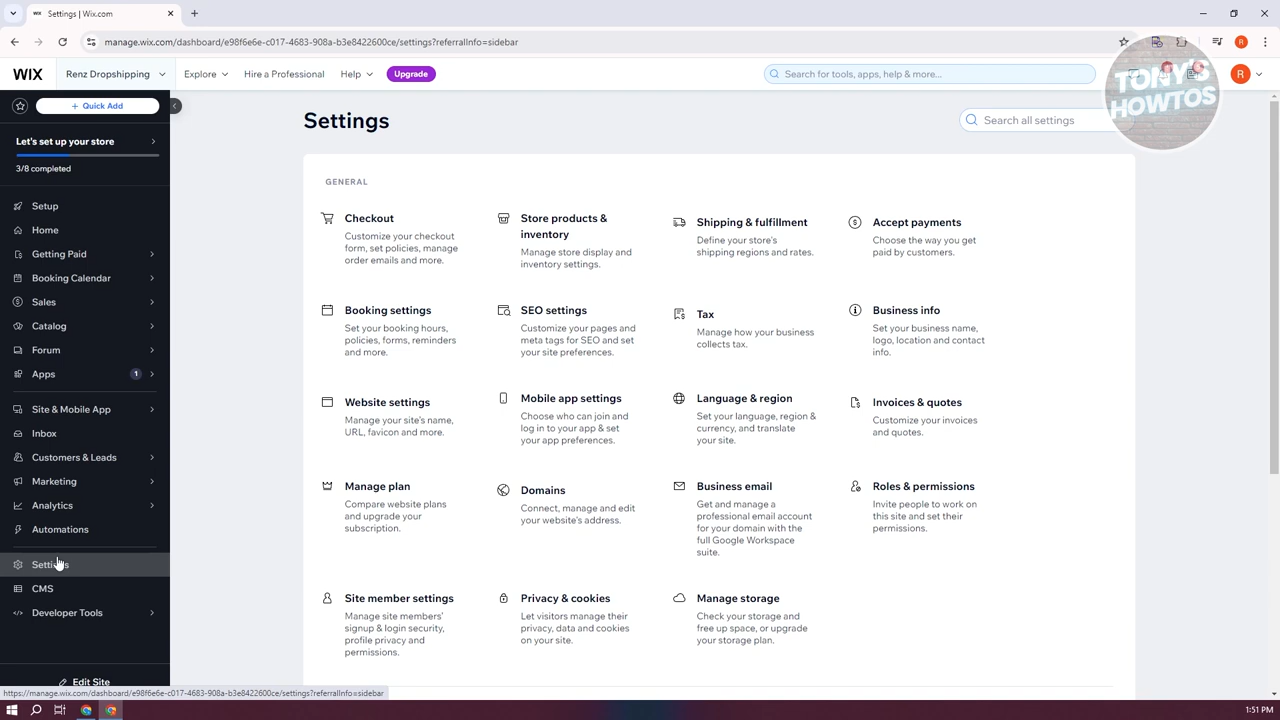 WIX Settings | Wix.com
manage.wix.com/dashboard/e98f6e6e-c017-4683-908a-b3e8422600ce/settings?referralInfo=sidebar
R
WIX
Renz Dropshipping
Explore
Hire a Professional
Help
Upgrade
Search for tools, apps, help & more...
R
TONY'S
HOWTOS
+ Quick Add
Let's set up your store
3/8 completed
Setup
Home
Getting Paid
Booking Calendar
Sales
Catalog
Forum
Apps 1
Site & Mobile App
Inbox
Customers & Leads
Marketing
Analytics
Automations
Settings
CMS
Developer Tools
Edit Site
Settings
Search all settings
GENERAL
Checkout
Customize your checkout
form, set policies, manage
order emails and more.
Store products &
inventory
Manage store display and
inventory settings.
Shipping & fulfillment
Define your store's
shipping regions and rates.
Accept payments
Choose the way you get
paid by customers.
Booking settings
Set your booking hours,
policies, forms, reminders
and more.
SEO settings
Customize your pages and
meta tags for SEO and set
your site preferences.
Tax
Manage how your business
collects tax.
Business info
Set your business name,
logo, location and contact
info.
Website settings
Manage your site's name,
URL, favicon and more.
Mobile app settings
Choose who can join and
log in to your app & set
your app preferences.
Language & region
Set your language, region &
currency, and translate
your site.
Invoices & quotes
Customize your invoices
and quotes.
Manage plan
Compare website plans
and upgrade your
subscription.
Domains
Connect, manage and edit
your website's address.
Business email
Get and manage a
professional email account
for your domain with the
full Google Workspace
suite.
Roles & permissions
Invite people to work on
this site and set their
permissions.
Site member settings
Manage site members'
signup & login security,
profile privacy and
permissions.
Privacy & cookies
Let visitors manage their
privacy, data and cookies
on your site.
Manage storage
Check your storage and
free up space, or upgrade
your storage plan.
https://manage.wix.com/dashboard/e98f6e6e-c017-4683-908a-b3e8422600ce/settings?referralInfo=sidebar
1:51 PM